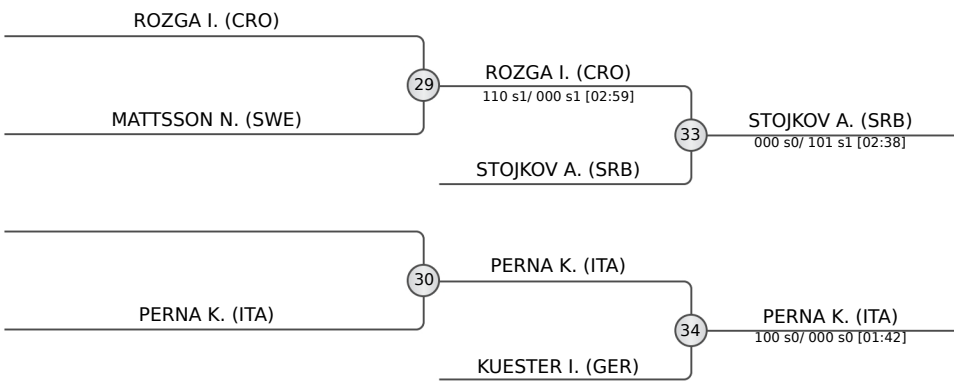 ROZGA I. (CRO)
29
MATTSSON N. (SWE)
ROZGA I. (CRO)
110 s1/ 000 s1 [02:59]
33
STOJKOV A. (SRB)
STOJKOV A. (SRB)
000 s0/ 101 s1 [02:38]
30
PERNA K. (ITA)
PERNA K. (ITA)
34
KUESTER I. (GER)
PERNA K. (ITA)
100 s0/ 000 s0 [01:42]